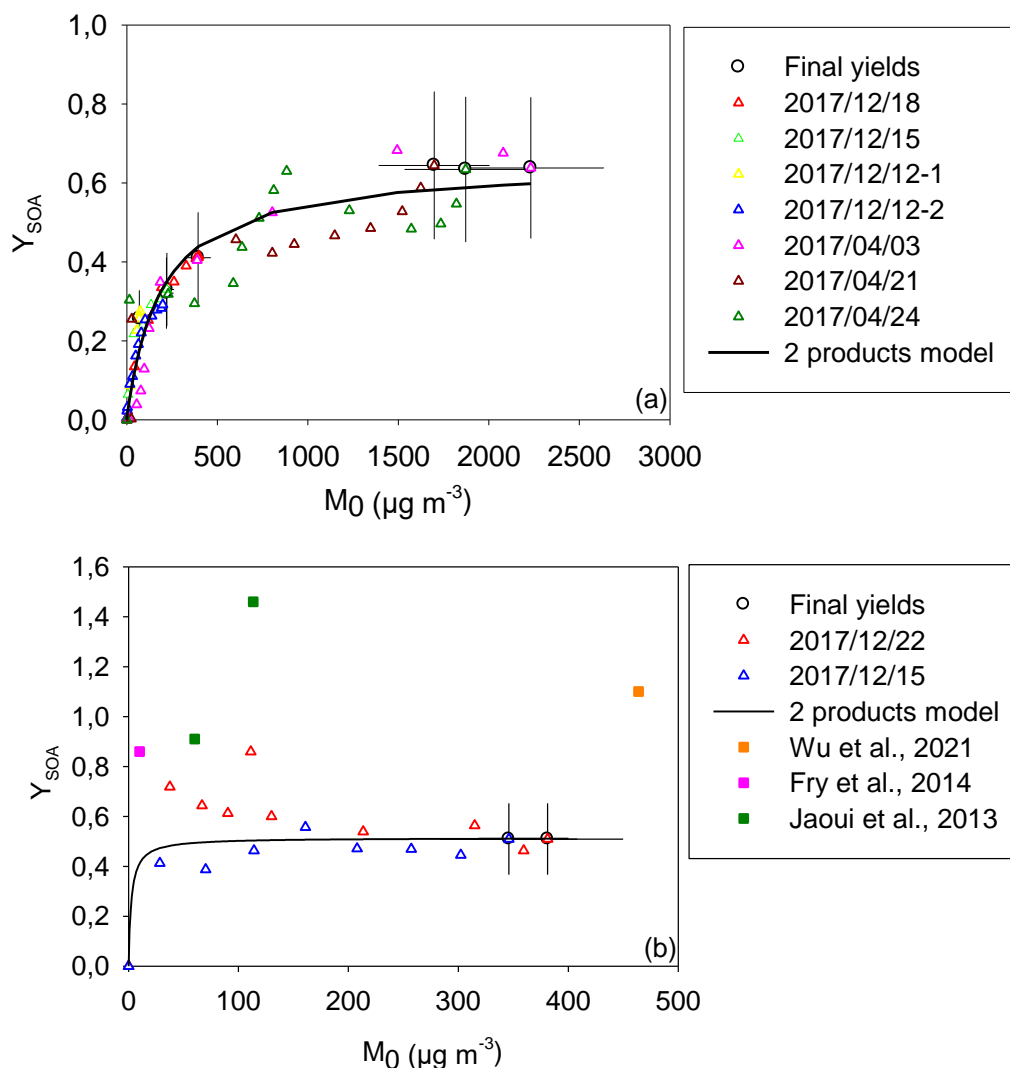 1,0
0,8
0,6
0,4
0,2
0,0
Y_SOA
0 500 1000 1500 2000 2500 3000
M0 (µg m⁻³)
(a)
Final yields
2017/12/18
2017/12/15
2017/12/12-1
2017/12/12-2
2017/04/03
2017/04/21
2017/04/24
2 products model
1,6
1,4
1,2
1,0
0,8
0,6
0,4
0,2
0,0
Y_SOA
0 100 200 300 400 500
M0 (µg m⁻³)
(b)
Final yields
2017/12/22
2017/12/15
2 products model
Wu et al., 2021
Fry et al., 2014
Jaoui et al., 2013